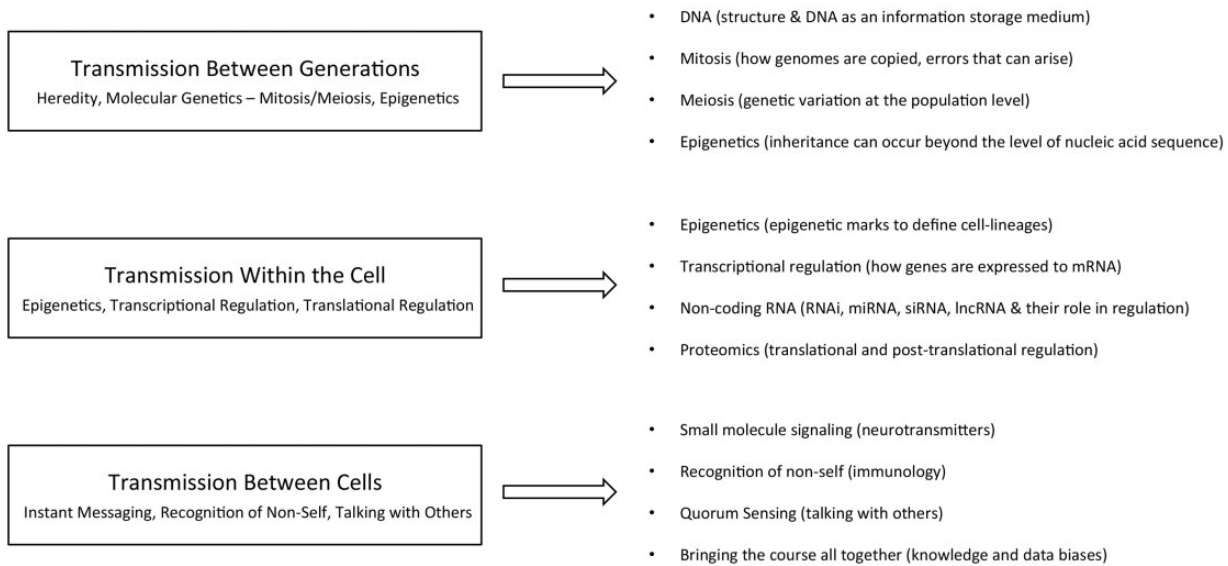 Transmission Between Generations
Heredity, Molecular Genetics – Mitosis/Meiosis, Epigenetics
• DNA (structure & DNA as an information storage medium)
• Mitosis (how genomes are copied, errors that can arise)
• Meiosis (genetic variation at the population level)
• Epigenetics (inheritance can occur beyond the level of nucleic acid sequence)
Transmission Within the Cell
Epigenetics, Transcriptional Regulation, Translational Regulation
• Epigenetics (epigenetic marks to define cell-lineages)
• Transcriptional regulation (how genes are expressed to mRNA)
• Non-coding RNA (RNAi, miRNA, siRNA, lncRNA & their role in regulation)
• Proteomics (translational and post-translational regulation)
Transmission Between Cells
Instant Messaging, Recognition of Non-Self, Talking with Others
• Small molecule signaling (neurotransmitters)
• Recognition of non-self (immunology)
• Quorum Sensing (talking with others)
• Bringing the course all together (knowledge and data biases)